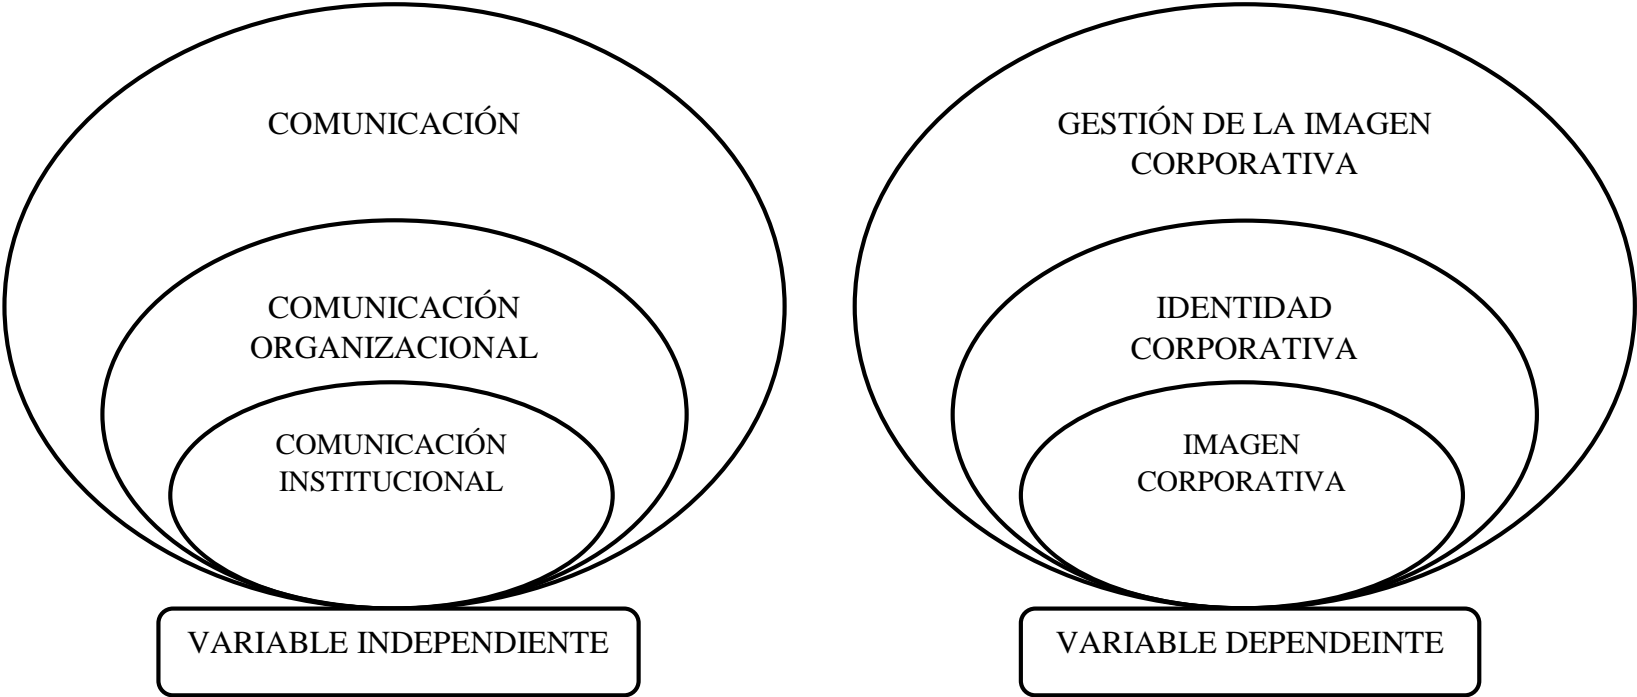 COMUNICACIÓN
COMUNICACIÓN
ORGANIZACIONAL
COMUNICACIÓN
INSTITUCIONAL
VARIABLE INDEPENDIENTE
GESTIÓN DE LA IMAGEN
CORPORATIVA
IDENTIDAD
CORPORATIVA
IMAGEN
CORPORATIVA
VARIABLE DEPENDEINTE